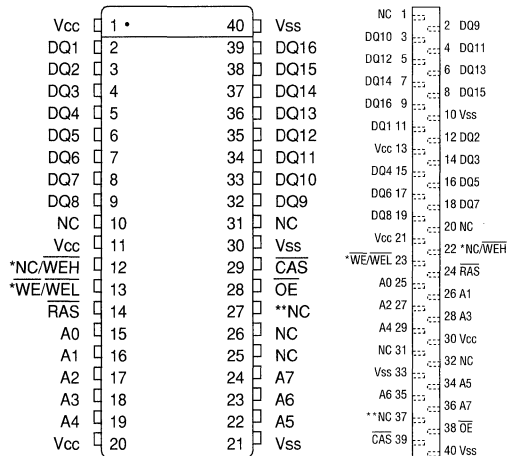 Vcc 1 • 40 Vss
DQ1 2 39 DQ16
DQ2 3 38 DQ15
DQ3 4 37 DQ14
DQ4 5 36 DQ13
DQ5 6 35 DQ12
DQ6 7 34 DQ11
DQ7 8 33 DQ10
DQ8 9 32 DQ9
NC 10 31 NC
Vcc 11 30 Vss
*NC/WEH 12 29 CAS
*WE/WEL 13 28 OE
RAS 14 27 **NC
A0 15 26 NC
A1 16 25 NC
A2 17 24 A7
A3 18 23 A6
A4 19 22 A5
Vcc 20 21 Vss
NC 1
2 DQ9
DQ10 3
4 DQ11
DQ12 5
6 DQ13
DQ14 7
8 DQ15
DQ16 9
10 Vss
DQ1 11
12 DQ2
Vcc 13
14 DQ3
DQ4 15
16 DQ5
DQ6 17
18 DQ7
DQ8 19
20 NC
Vcc 21
22 *NC/WEH
*WE/WEL 23
24 RAS
A0 25
26 A1
A2 27
28 A3
A4 29
30 Vcc
NC 31
32 NC
Vss 33
34 A5
A6 35
36 A7
**NC 37
38 OE
CAS 39
40 Vss